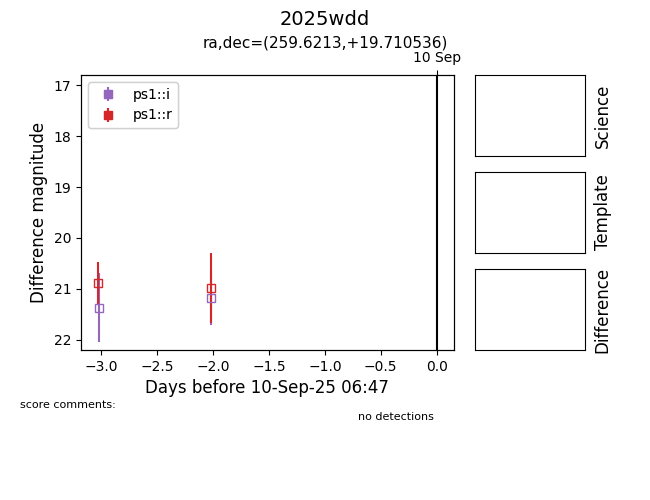 2025wdd
ra,dec=(259.6213,+19.710536)
10 Sep
ps1::i
ps1::r
17
18
19
20
21
22
Difference magnitude
−3.0 −2.5 −2.0 −1.5 −1.0 −0.5 0.0
Days before 10-Sep-25 06:47
Science
Template
Difference
score comments:
no detections